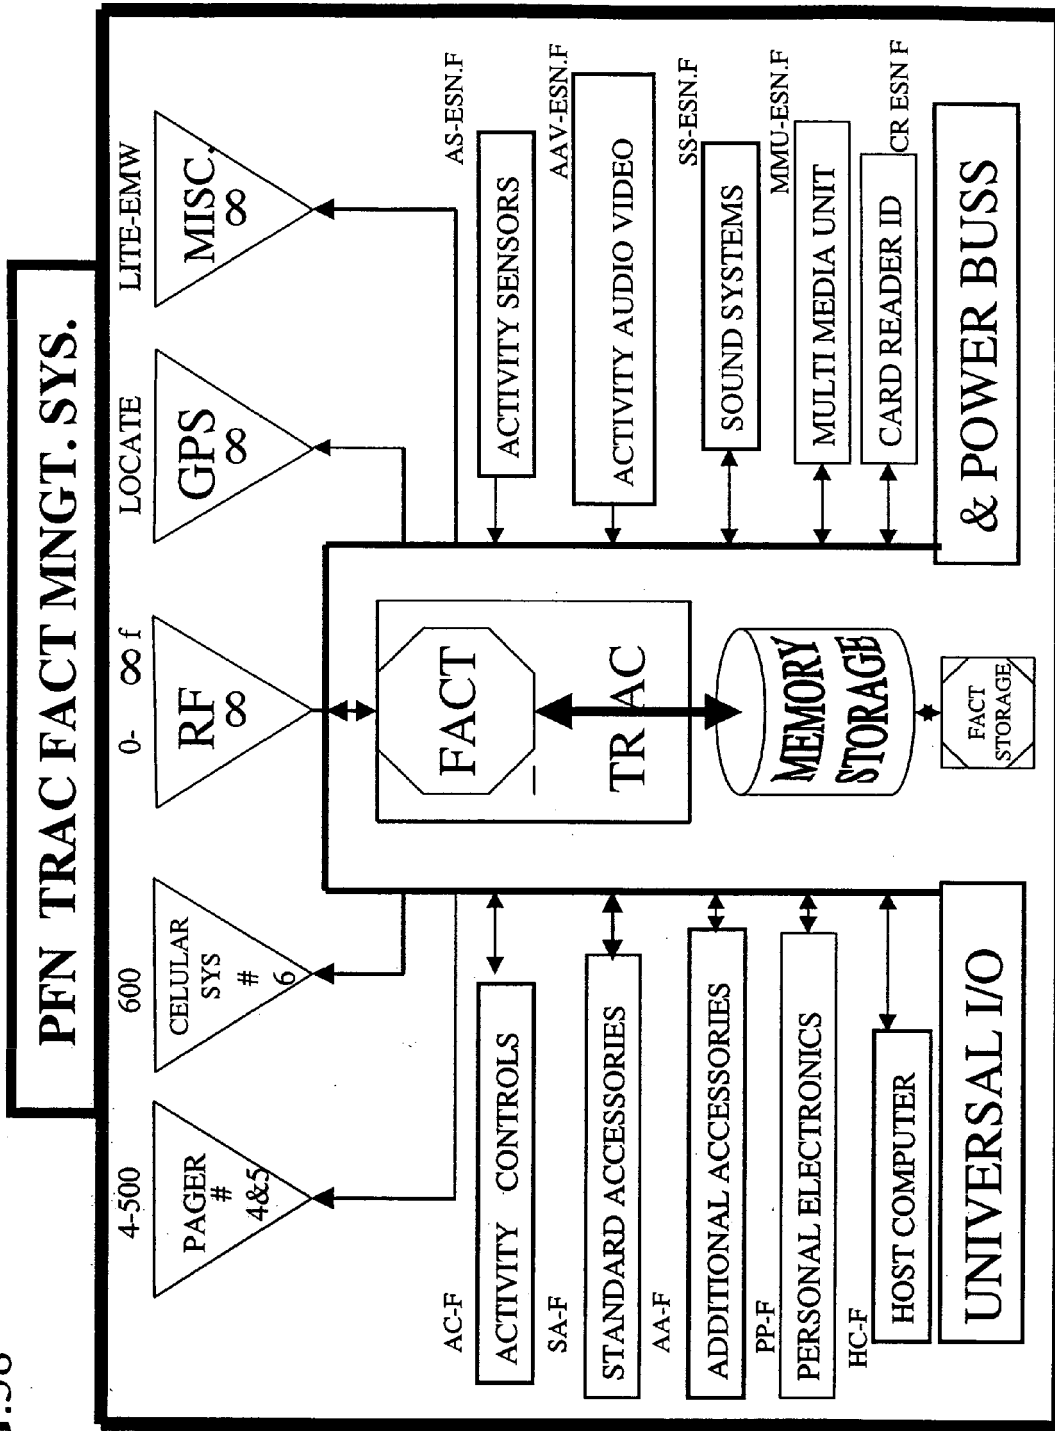 PFN TRAC FACT MNGT. SYS.
4-500
600
0- ∞ f
LOCATE
LITE-EMW
PAGER
#
4&5
CELULAR
SYS
#
6
RF
∞
GPS
∞
MISC.
∞
AC-F
ACTIVITY CONTROLS
SA-F
STANDARD ACCESSORIES
AA-F
ADDITIONAL ACCESSORIES
PP-F
PERSONAL ELECTRONICS
HC-F
HOST COMPUTER
UNIVERSAL I/O
FACT
TRAC
MEMORY
STORAGE
FACT
STORAGE
AS-ESN.F
ACTIVITY SENSORS
AAV-ESN.F
ACTIVITY AUDIO VIDEO
SS-ESN.F
SOUND SYSTEMS
MMU-ESN.F
MULTI MEDIA UNIT
CR ESN F
CARD READER ID
& POWER BUSS